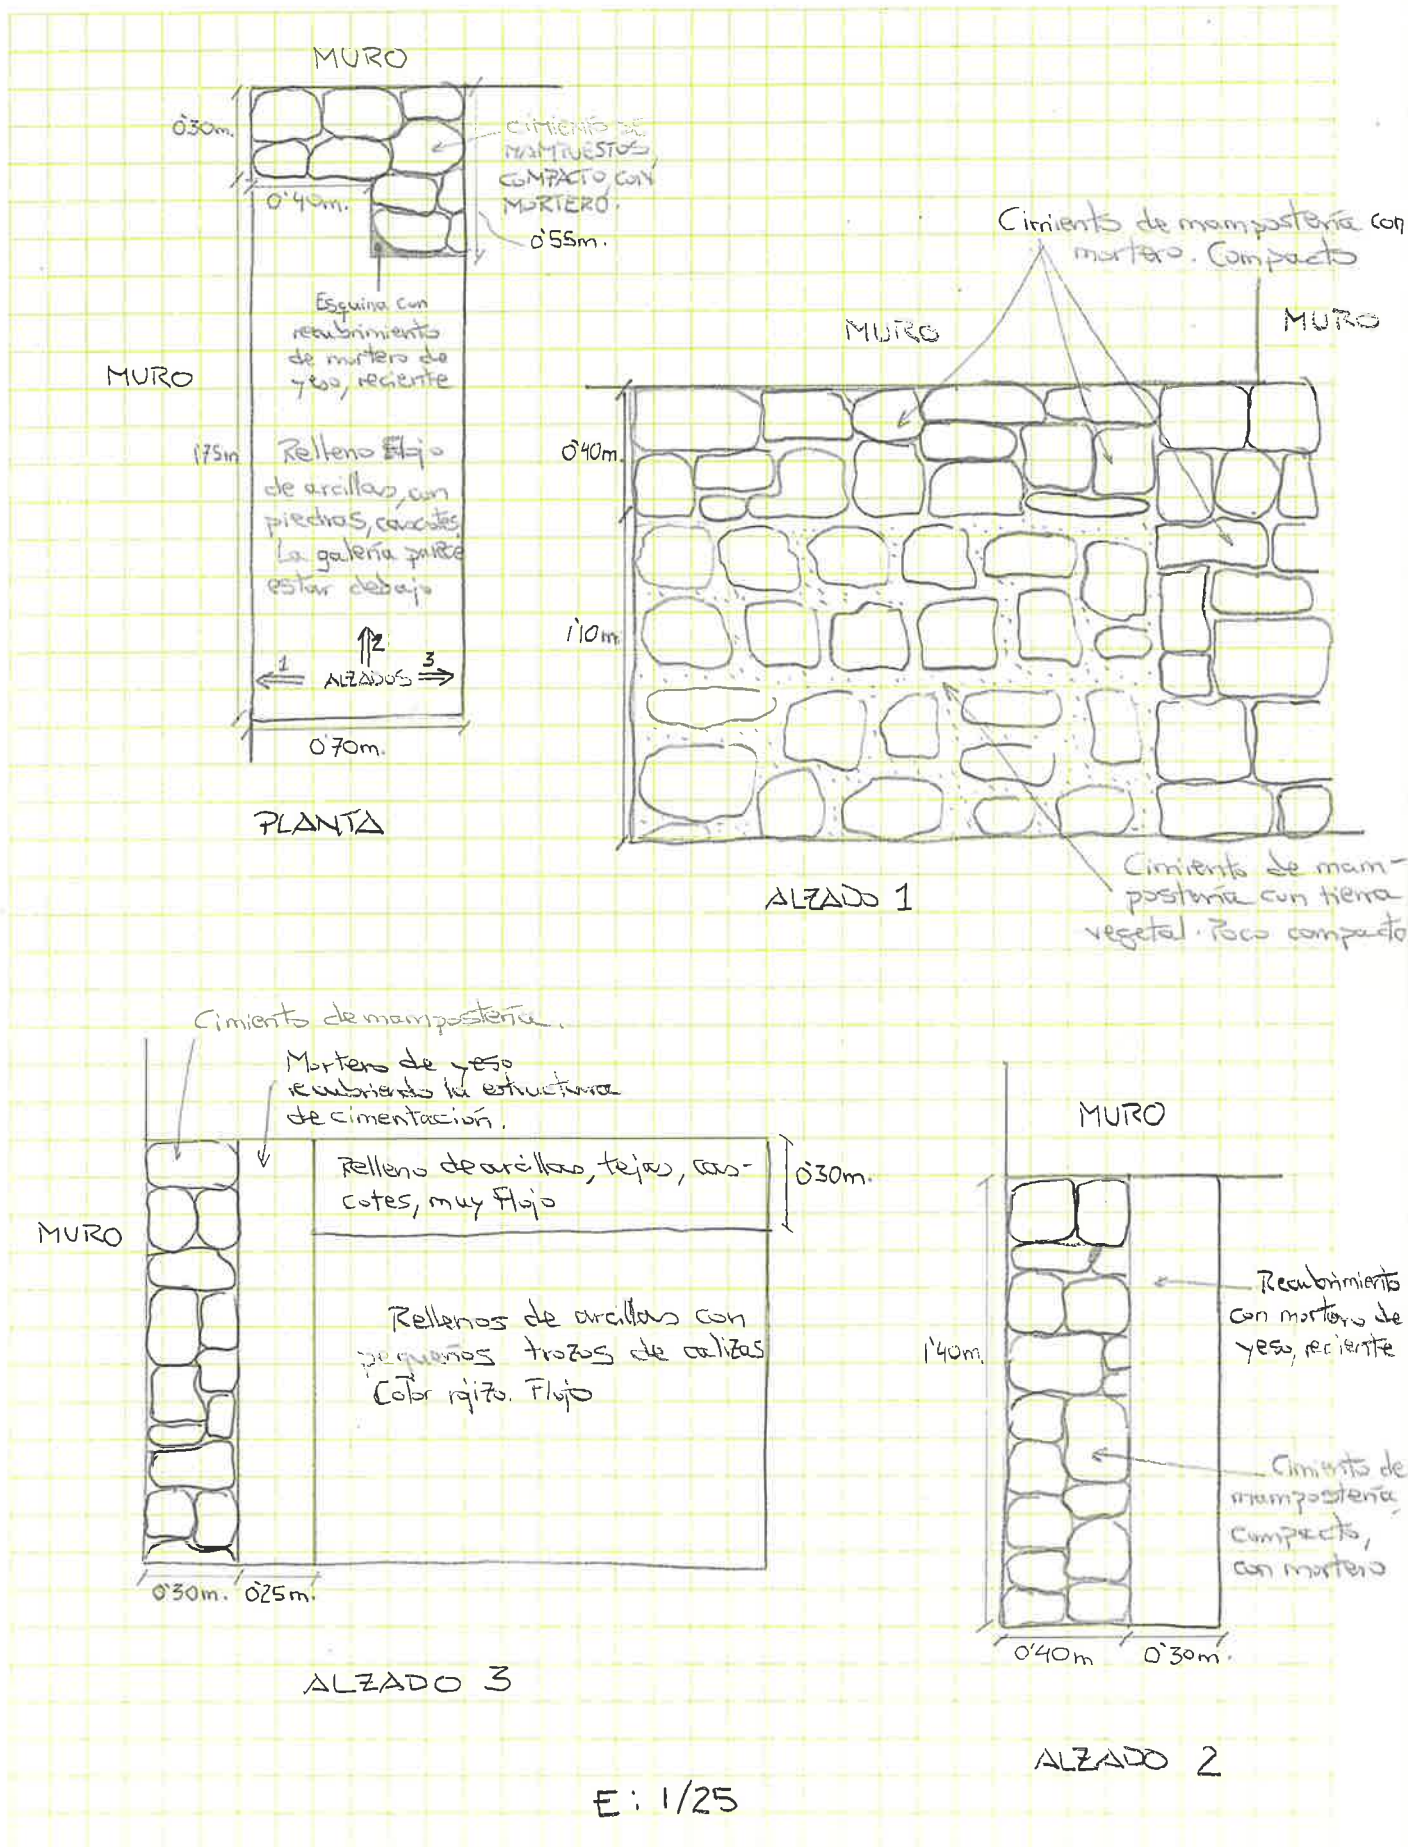 MURO
0'30m.
CIMIENTO DE
MAMPUESTOS,
COMPACTO, CON
MORTERO.
0'40m.
0'55m.
Esquina con
recubrimiento
de mortero de
yeso, reciente
MURO
1'75m
Relleno Flojo
de arcillas, con
piedras, cascotes.
La galería parece
estar debajo
2
1
3
ALZADOS
0'70m.
PLANTA
Cimiento de mampostería con
mortero. Compacto
MURO
MURO
0'40m.
1'10m.
Cimiento de mam-
postería con tierra
vegetal. Poco compacto
ALZADO 1
Cimiento de mampostería.
Mortero de yeso
recubriendo la estructura
de cimentación.
Relleno de arcillas, tejas, cas-
cotes, muy Flojo
0'30m.
MURO
Rellenos de arcillas con
pequeños trozos de calizas
Color rojizo. Flojo
0'30m.
0'25m.
ALZADO 3
MURO
1'40m.
Recubrimiento
con mortero de
yeso, reciente
Cimiento de
mampostería,
compacto,
con mortero
0'40m
0'30m.
ALZADO 2
E: 1/25